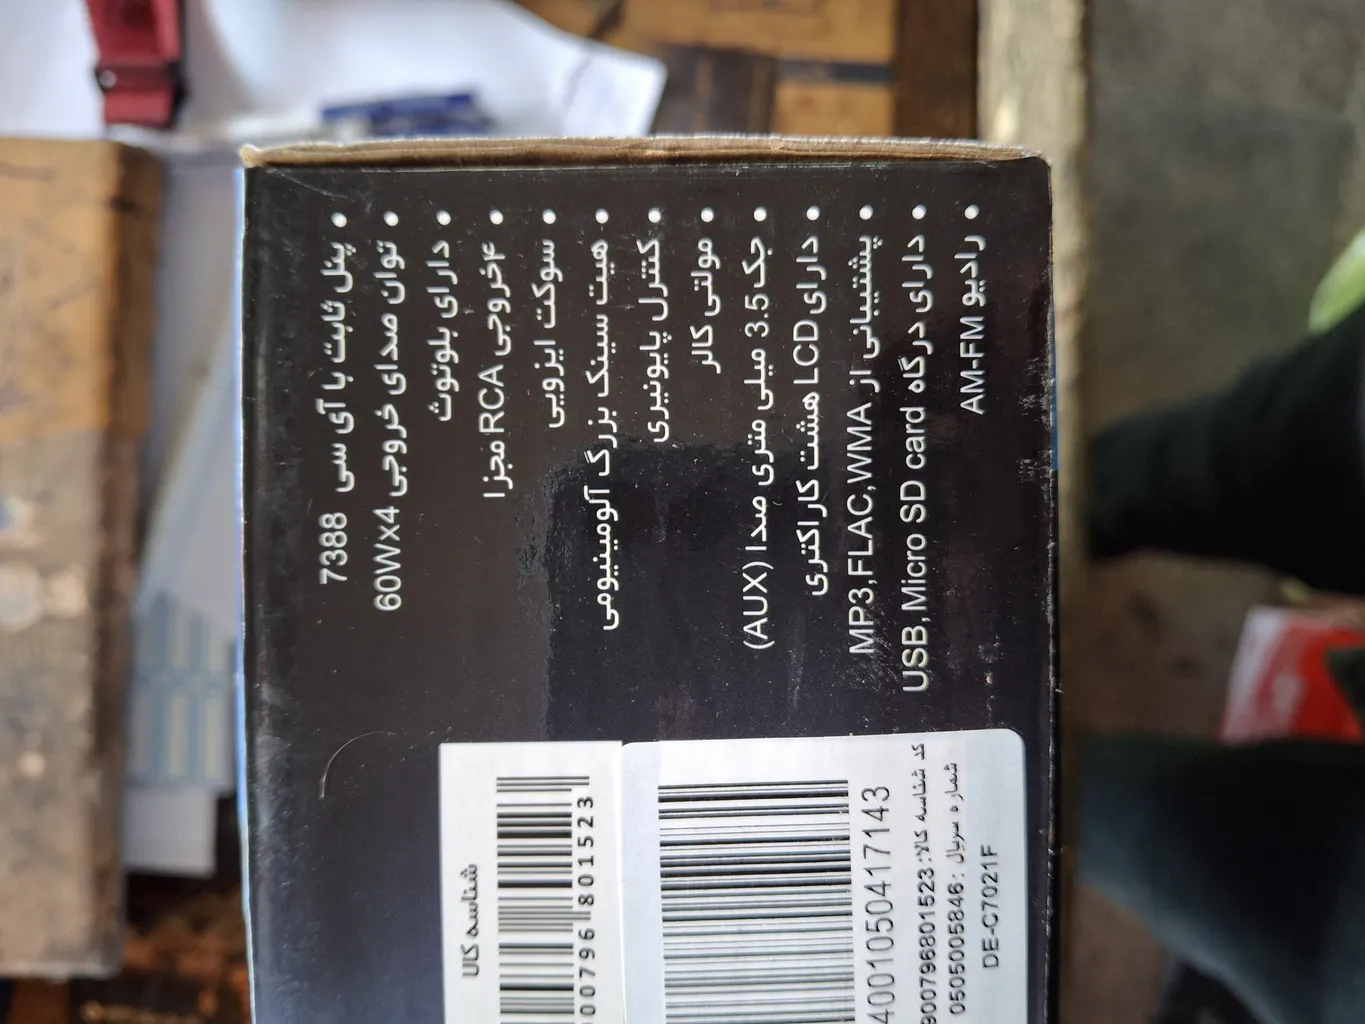 پنل ثابت با آی سی 7388
توان صدای خروجی 60Wx4
دارای بلوتوث
۴خروجی RCA مجزا
سوکت ایزویی
هیت سینک بزرگ آلومینیومی
کنترل پایونیری
مولتی کالر
جک 3.5 میلی متری صدا (AUX)
دارای LCD هشت کاراکتری
پشتیبانی از MP3,FLAC,WMA
دارای درگاه USB,Micro SD card
رادیو AM-FM
شناسه کالا
00796 801523
4001050417143
کد شناسه کالا: 900796801523
شماره سریال: 0505005846
DE-C7021F